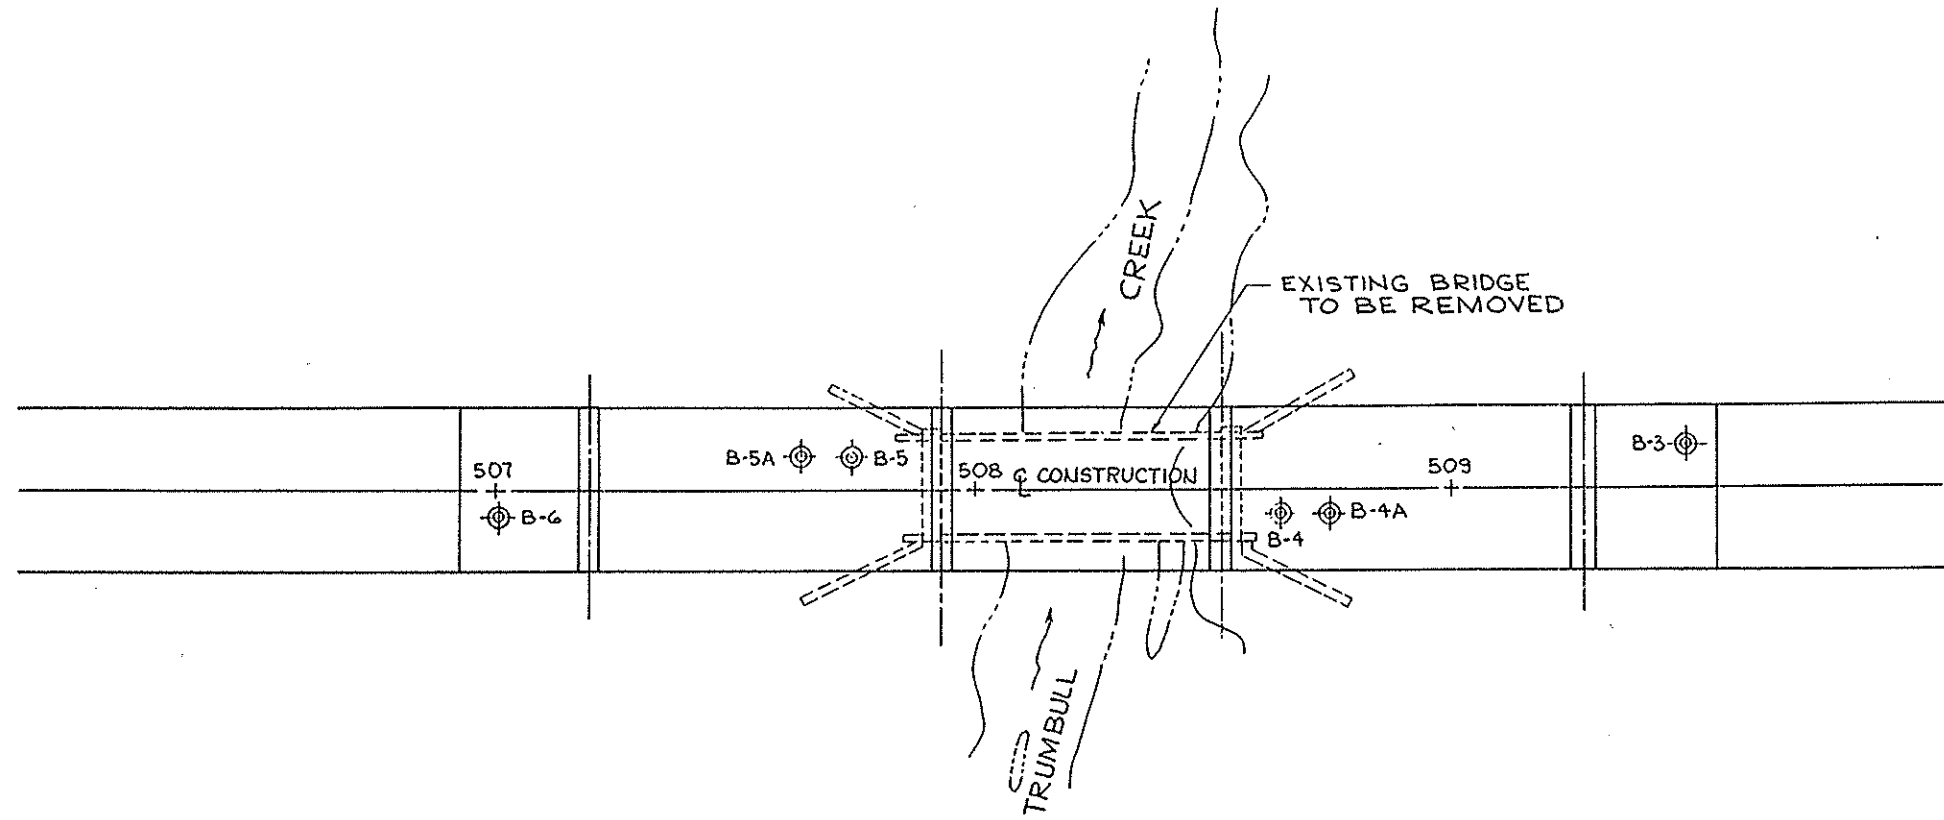 CREEK
EXISTING BRIDGE
TO BE REMOVED
B-3
B-5A
B-5
507
508
℄ CONSTRUCTION
509
B-6
B-4
B-4A
TRUMBULL